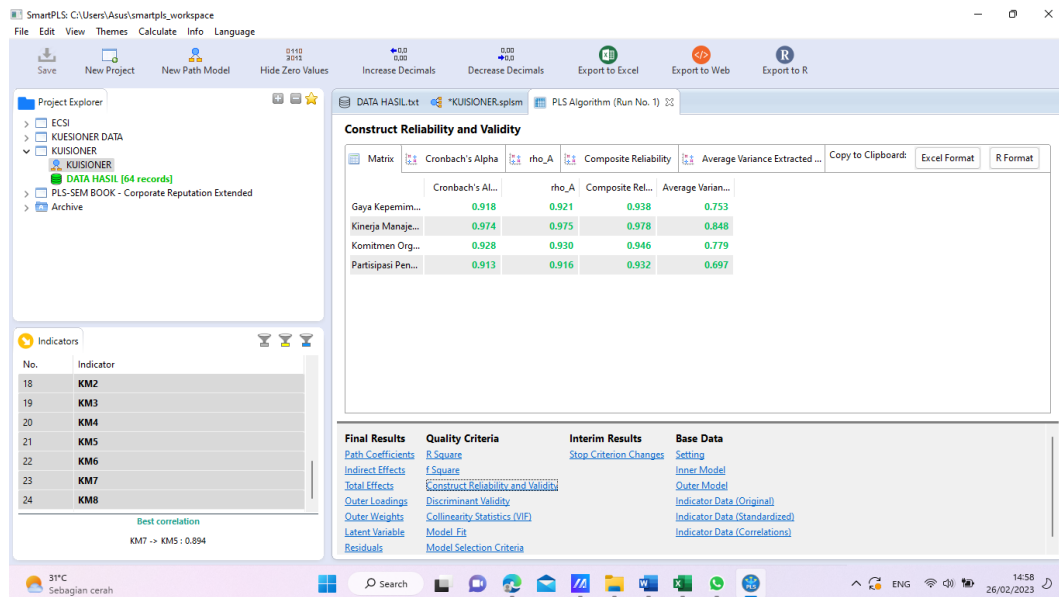 SmartPLS: C:\Users\Asus\smartpls_workspace
File Edit View Themes Calculate Info Language
Save New Project New Path Model Hide Zero Values Increase Decimals Decrease Decimals Export to Excel Export to Web Export to R
Project Explorer
ECSI
KUESIONER DATA
KUISIONER
KUISIONER
DATA HASIL [64 records]
PLS-SEM BOOK - Corporate Reputation Extended
Archive
Indicators
No. Indicator
18 KM2
19 KM3
20 KM4
21 KM5
22 KM6
23 KM7
24 KM8
Best correlation
KM7 -> KM5 : 0.894
DATA HASIL.txt *KUISIONER.splsm PLS Algorithm (Run No. 1)
Construct Reliability and Validity
Matrix Cronbach's Alpha rho_A Composite Reliability Average Variance Extracted ... Copy to Clipboard: Excel Format R Format
Cronbach's Al... rho_A Composite Rel... Average Varian...
Gaya Kepemim... 0.918 0.921 0.938 0.753
Kinerja Manaje... 0.974 0.975 0.978 0.848
Komitmen Org... 0.928 0.930 0.946 0.779
Partisipasi Pen... 0.913 0.916 0.932 0.697
Final Results Quality Criteria Interim Results Base Data
Path Coefficients R Square Stop Criterion Changes Setting
Indirect Effects f Square Inner Model
Total Effects Construct Reliability and Validity Outer Model
Outer Loadings Discriminant Validity Indicator Data (Original)
Outer Weights Collinearity Statistics (VIF) Indicator Data (Standardized)
Latent Variable Model Fit Indicator Data (Correlations)
Residuals Model Selection Criteria
31°C
Sebagian cerah
Search
ENG
14:58
26/02/2023